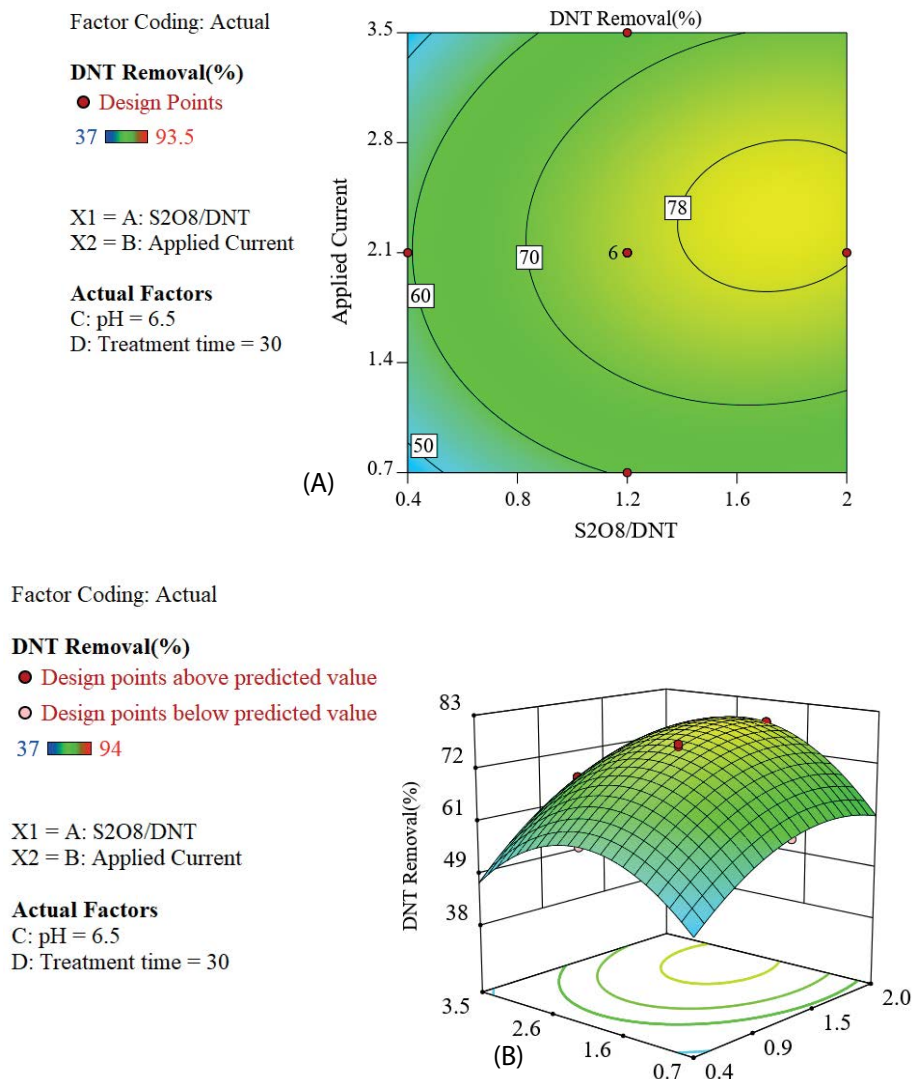 Factor Coding: Actual
DNT Removal(%)
Design Points
37 93.5
X1 = A: S2O8/DNT
X2 = B: Applied Current
Actual Factors
C: pH = 6.5
D: Treatment time = 30
DNT Removal(%)
3.5
2.8
2.1
1.4
0.7
Applied Current
78
6
70
60
50
(A)
0.4 0.8 1.2 1.6 2
S2O8/DNT
Factor Coding: Actual
DNT Removal(%)
Design points above predicted value
Design points below predicted value
37 94
X1 = A: S2O8/DNT
X2 = B: Applied Current
Actual Factors
C: pH = 6.5
D: Treatment time = 30
83
72
61
49
38
DNT Removal(%)
3.5
2.6
1.6
0.7
0.4
0.9
1.5
2.0
(B)